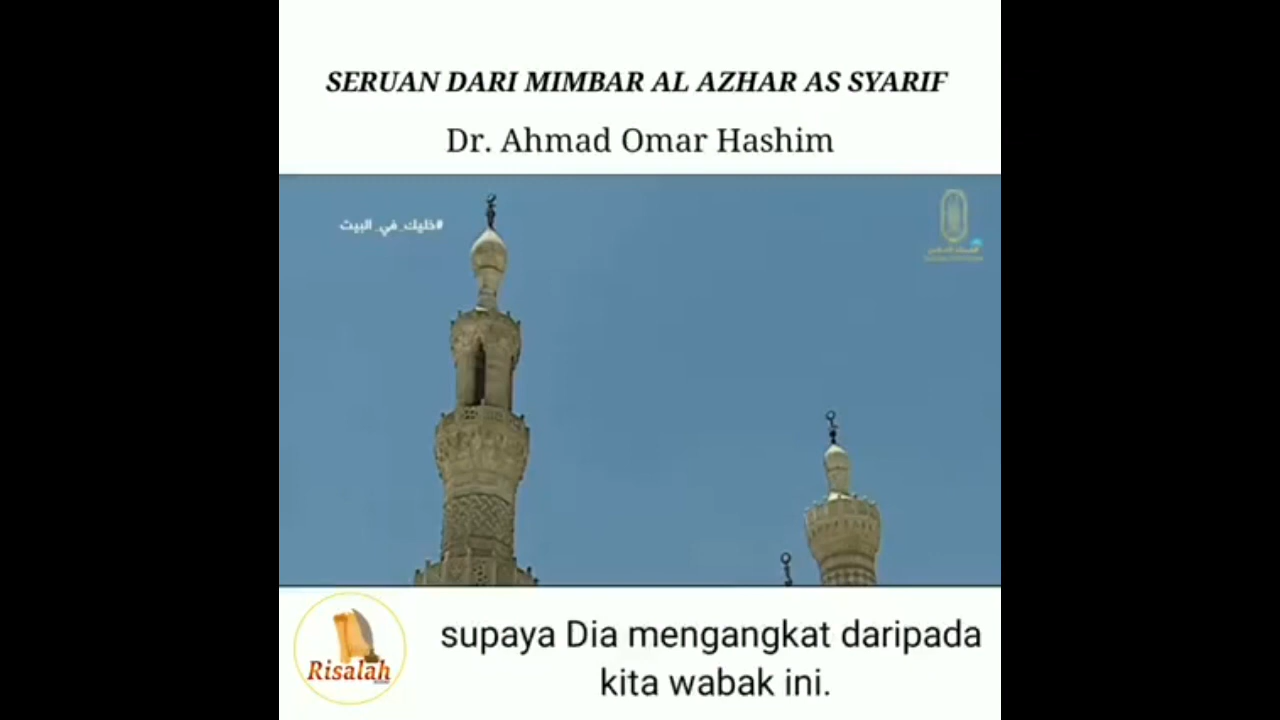 SERUAN DARI MIMBAR AL AZHAR AS SYARIF
Dr. Ahmad Omar Hashim
#خليك_في_البيت
Risalah
supaya Dia mengangkat daripada
kita wabak ini.